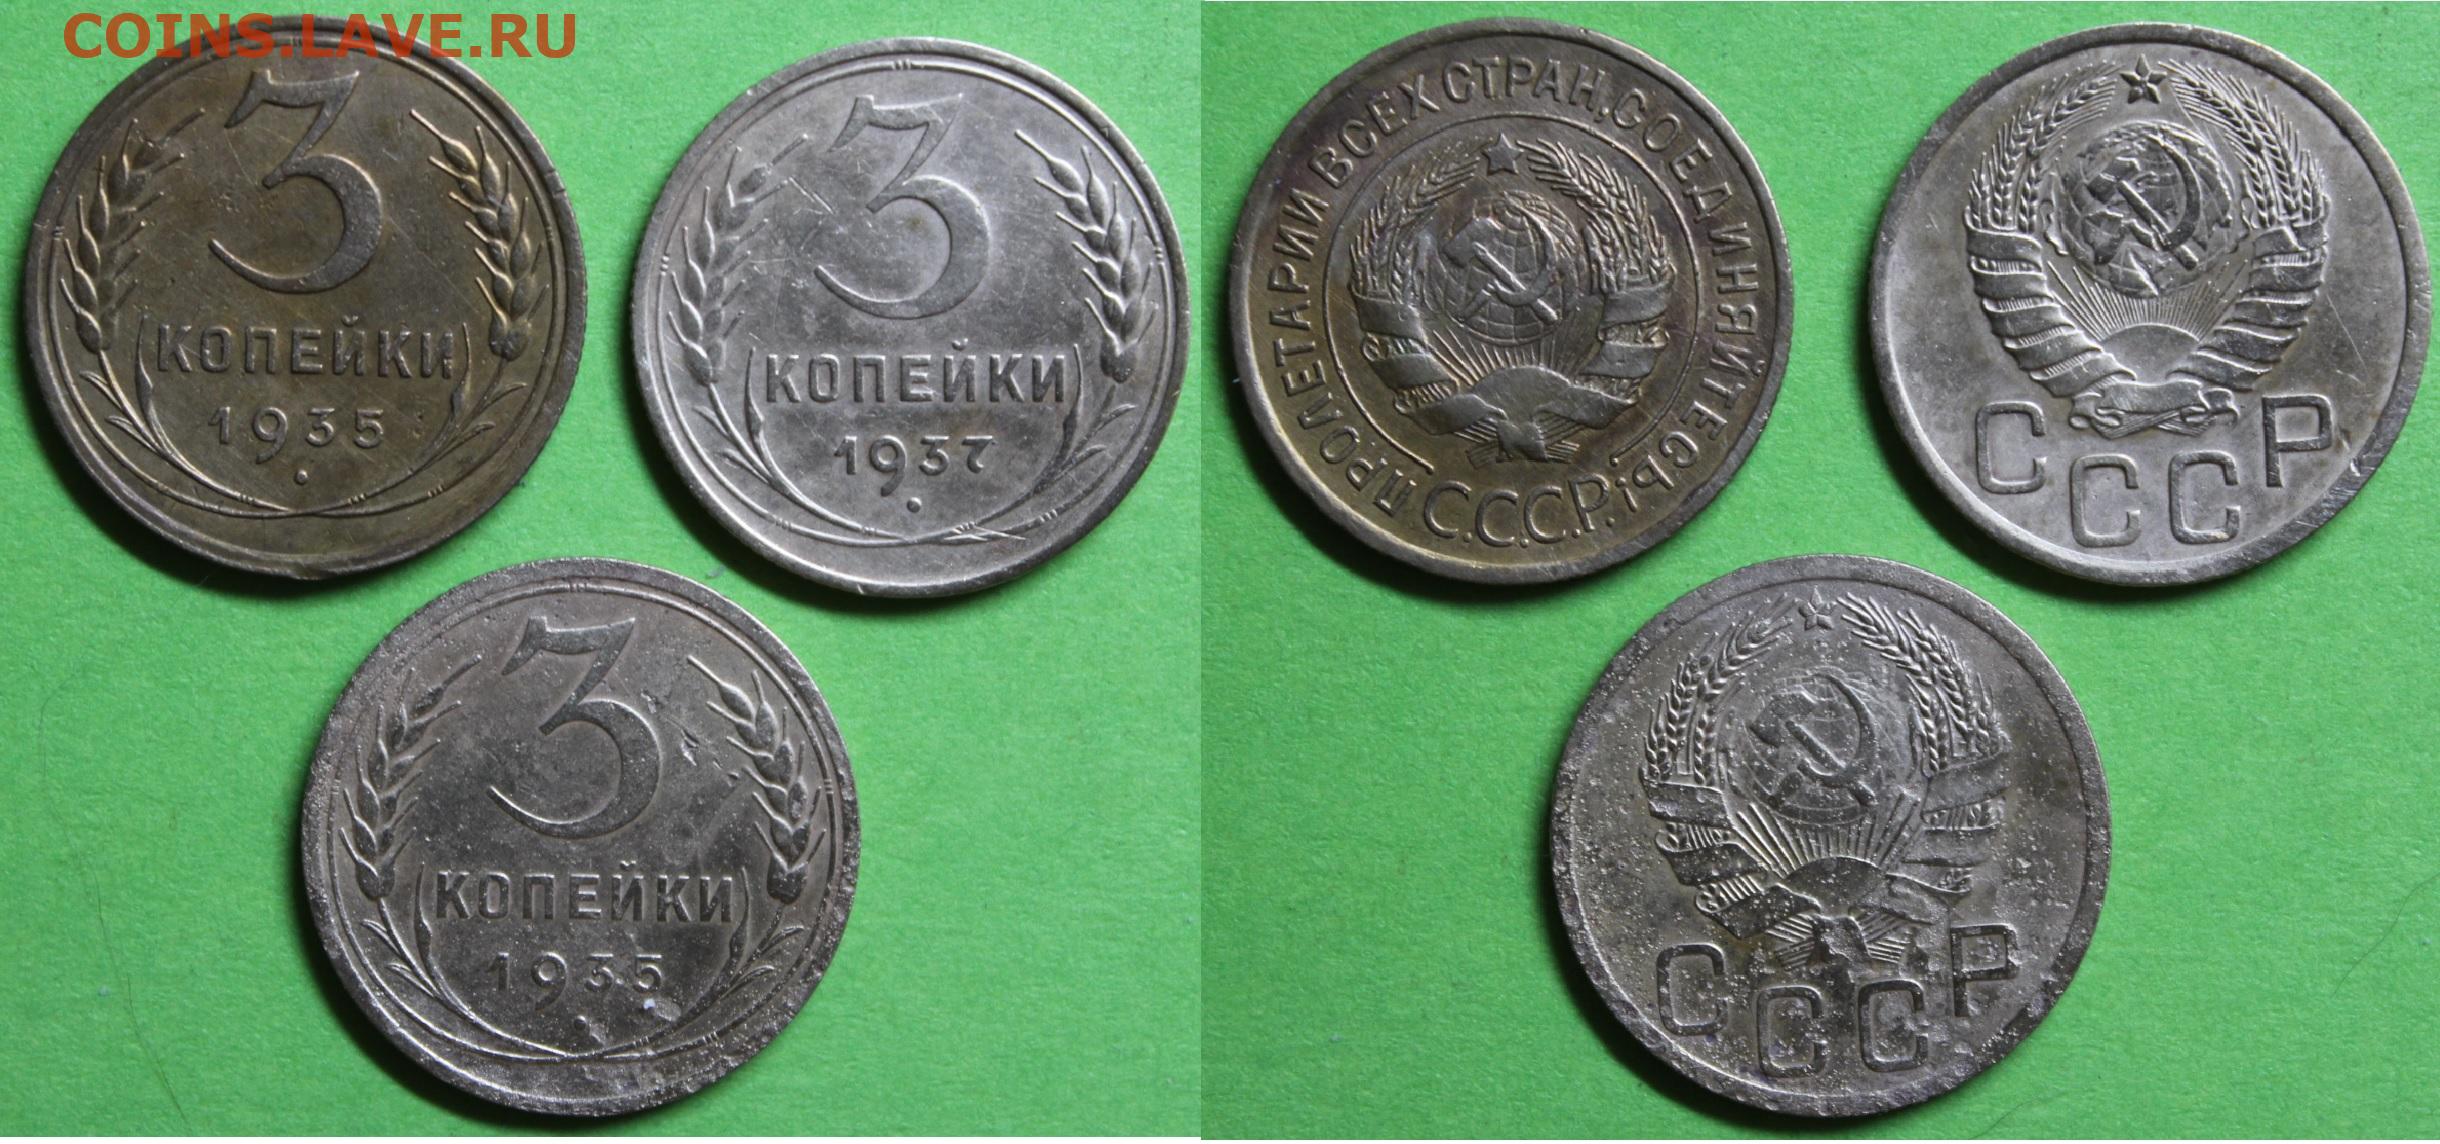 COINS.LAVE.RU
3
КОПЕЙКИ
1935
3
КОПЕЙКИ
1937
3
КОПЕЙКИ
1935
ПРОЛЕТАРИИ ВСЕХ СТРАН, СОЕДИНЯЙТЕСЬ!
С.С.С.Р.
СССР
СССР